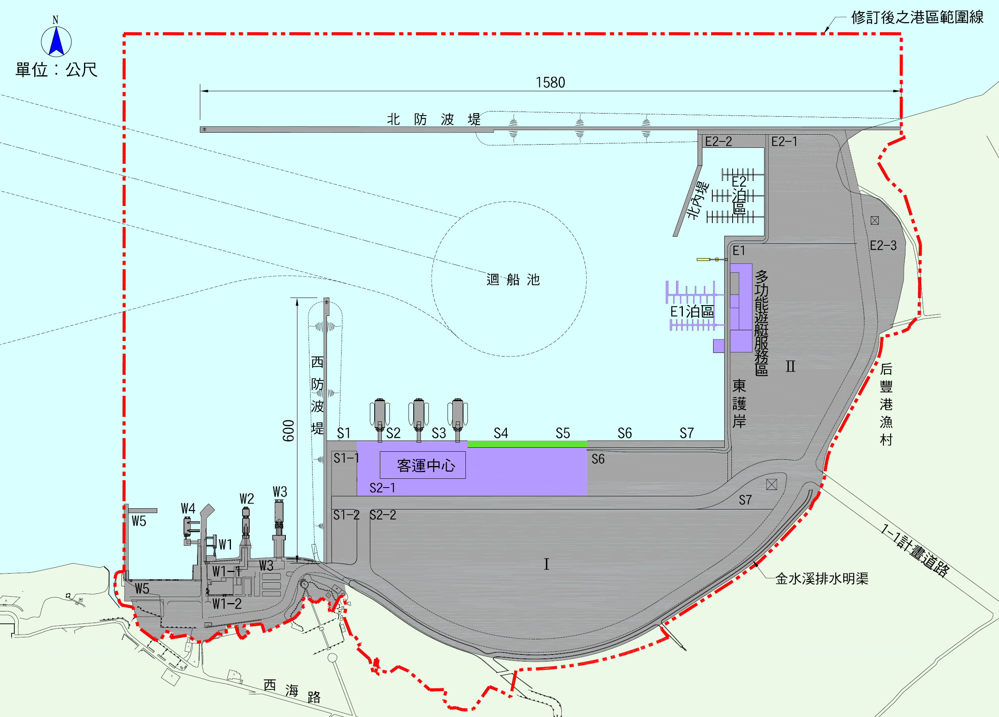 修訂後之港區範圍線
N
單位：公尺
1580
北防波堤
E2-2
E2-1
E2泊區
北內堤
E2-3
E1
迴船池
多功能遊艇服務區
E1泊區
II
西防波堤
后豐港漁村
東護岸
600
S1
S2
S3
S4
S5
S6
S7
S1-1
客運中心
S6
S2-1
W3
W2
W4
S7
W5
S1-2
S2-2
W1
1-1計畫道路
I
W3
W1-1
金水溪排水明渠
W5
W1-2
西海路